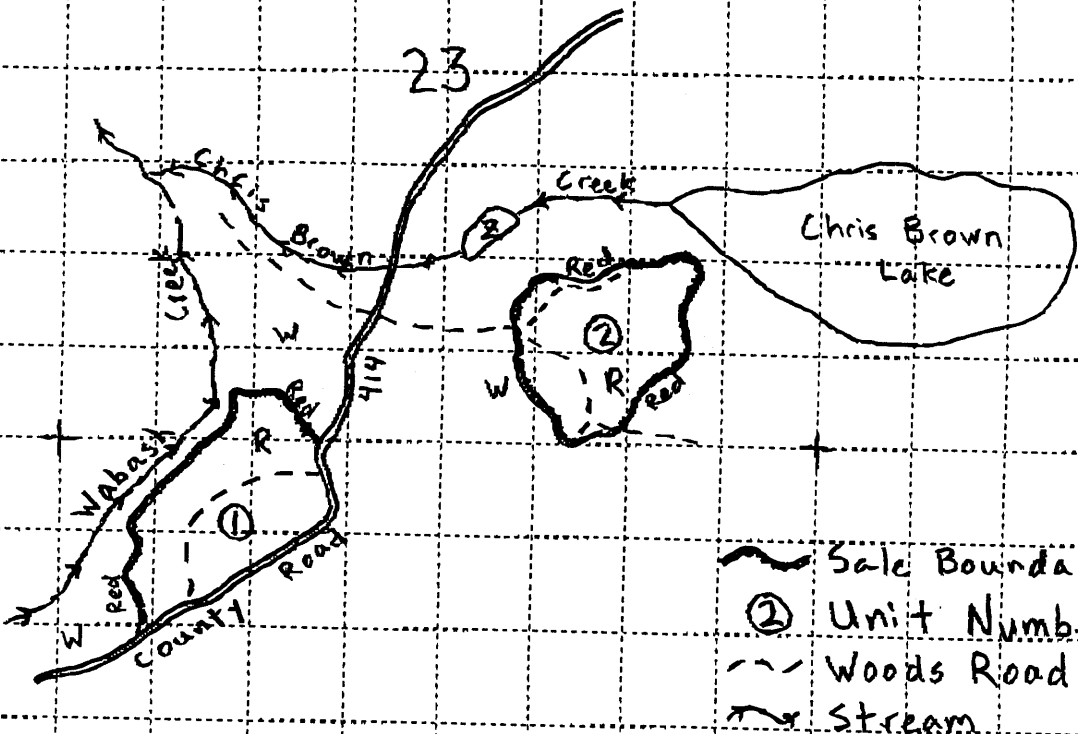 23
Chris
Creek
Brown
2
Chris Brown
Lake
Red
Creek
2
W
414
W
R
Red
Red
R
Wabash
1
Road
Red
W
County
Sale Bounda
2 Unit Numb
Woods Road
Stream